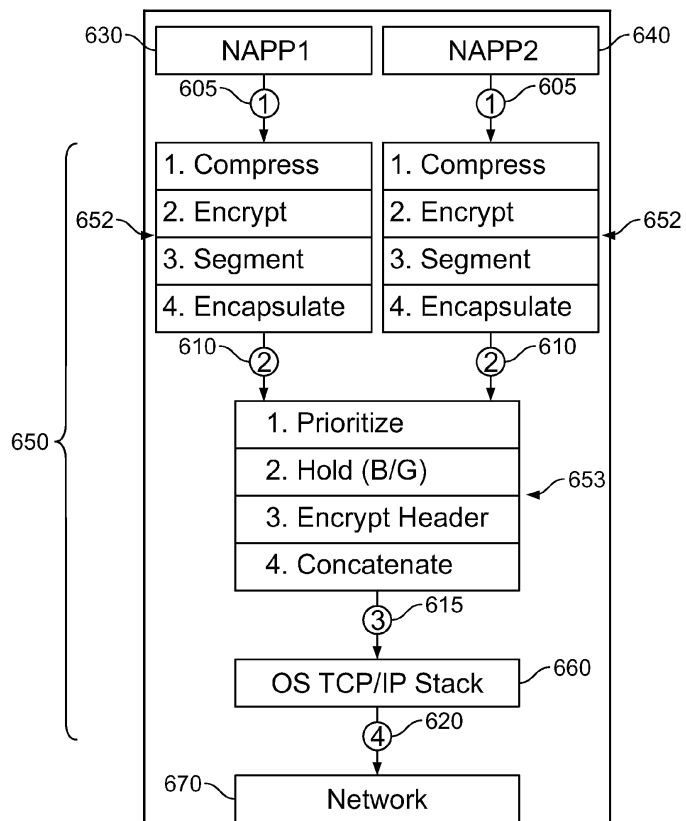 630 NAPP1 NAPP2 640
605 1 1 605
1. Compress 1. Compress
2. Encrypt 2. Encrypt
652 652
3. Segment 3. Segment
4. Encapsulate 4. Encapsulate
610 2 2 610
1. Prioritize
650
2. Hold (B/G)
653
3. Encrypt Header
4. Concatenate
3 615
OS TCP/IP Stack 660
4 620
670 Network